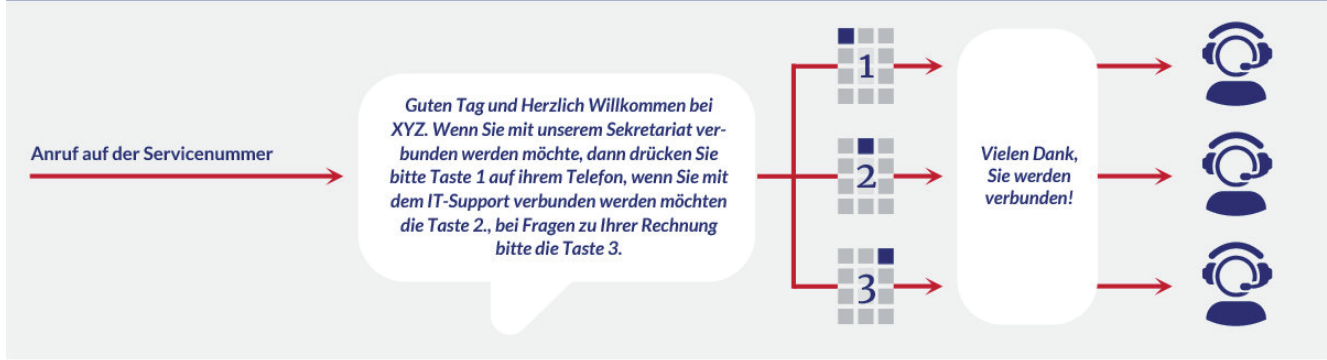 Anruf auf der Servicenummer
Guten Tag und Herzlich Willkommen bei
XYZ. Wenn Sie mit unserem Sekretariat ver-
bunden werden möchte, dann drücken Sie
bitte Taste 1 auf ihrem Telefon, wenn Sie mit
dem IT-Support verbunden werden möchten
die Taste 2., bei Fragen zu Ihrer Rechnung
bitte die Taste 3.
1
2
3
Vielen Dank,
Sie werden
verbunden!